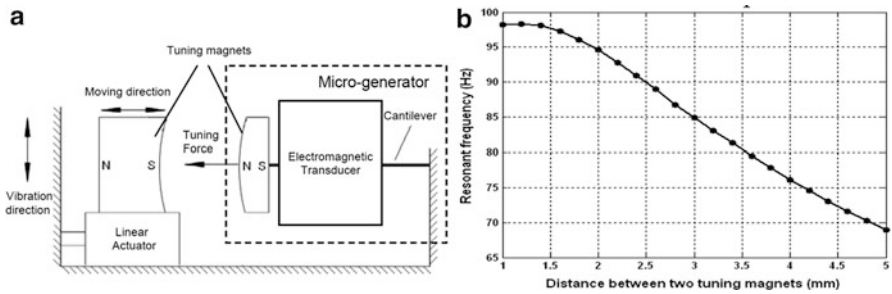 a
Tuning magnets
Micro-generator
Moving direction
Cantilever
Tuning
Force
N
S
N
S
Electromagnetic
Transducer
Vibration
direction
Linear
Actuator
b
100
95
90
85
80
75
70
65
Resonant frequency (Hz)
1
1.5
2
2.5
3
3.5
4
4.5
5
Distance between two tuning magnets (mm)